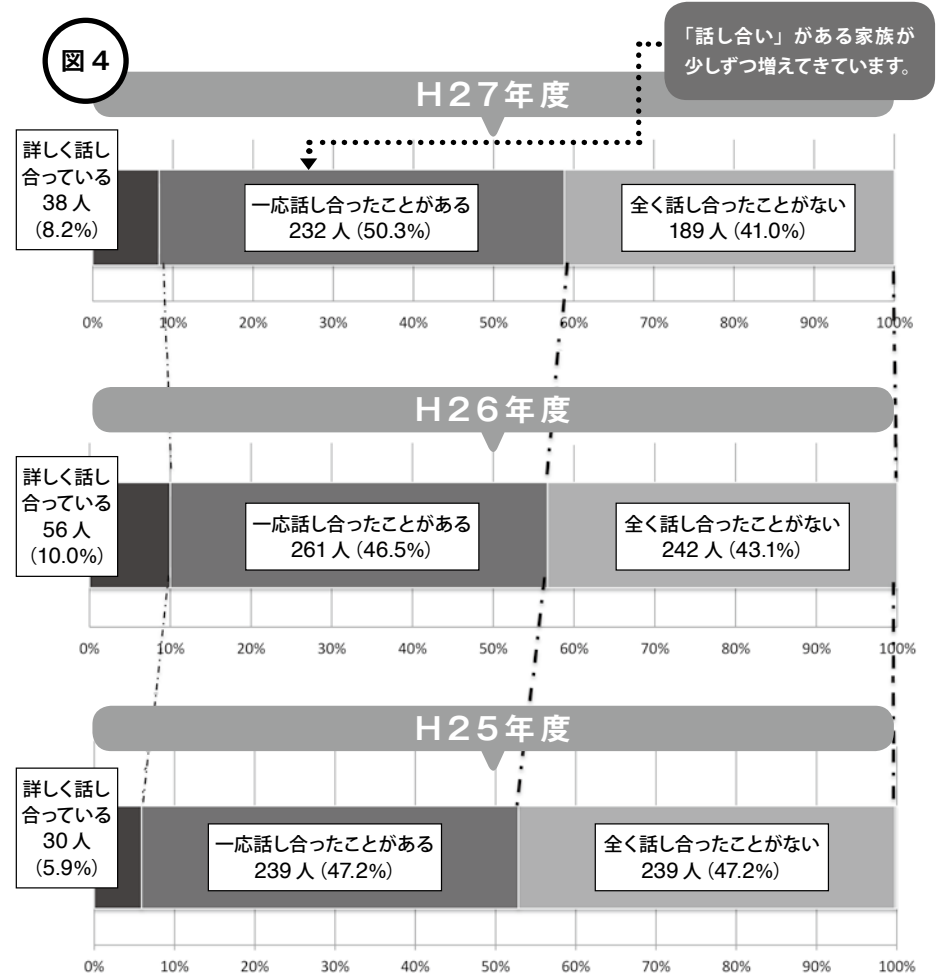 図4
「話し合い」がある家族が
少しずつ増えてきています。
H27年度
詳しく話し
合っている
38人
(8.2%)
一応話し合ったことがある
232人(50.3%)
全く話し合ったことがない
189人(41.0%)
0% 10% 20% 30% 40% 50% 60% 70% 80% 90% 100%
H26年度
詳しく話し
合っている
56人
(10.0%)
一応話し合ったことがある
261人(46.5%)
全く話し合ったことがない
242人(43.1%)
0% 10% 20% 30% 40% 50% 60% 70% 80% 90% 100%
H25年度
詳しく話し
合っている
30人
(5.9%)
一応話し合ったことがある
239人(47.2%)
全く話し合ったことがない
239人(47.2%)
0% 10% 20% 30% 40% 50% 60% 70% 80% 90% 100%